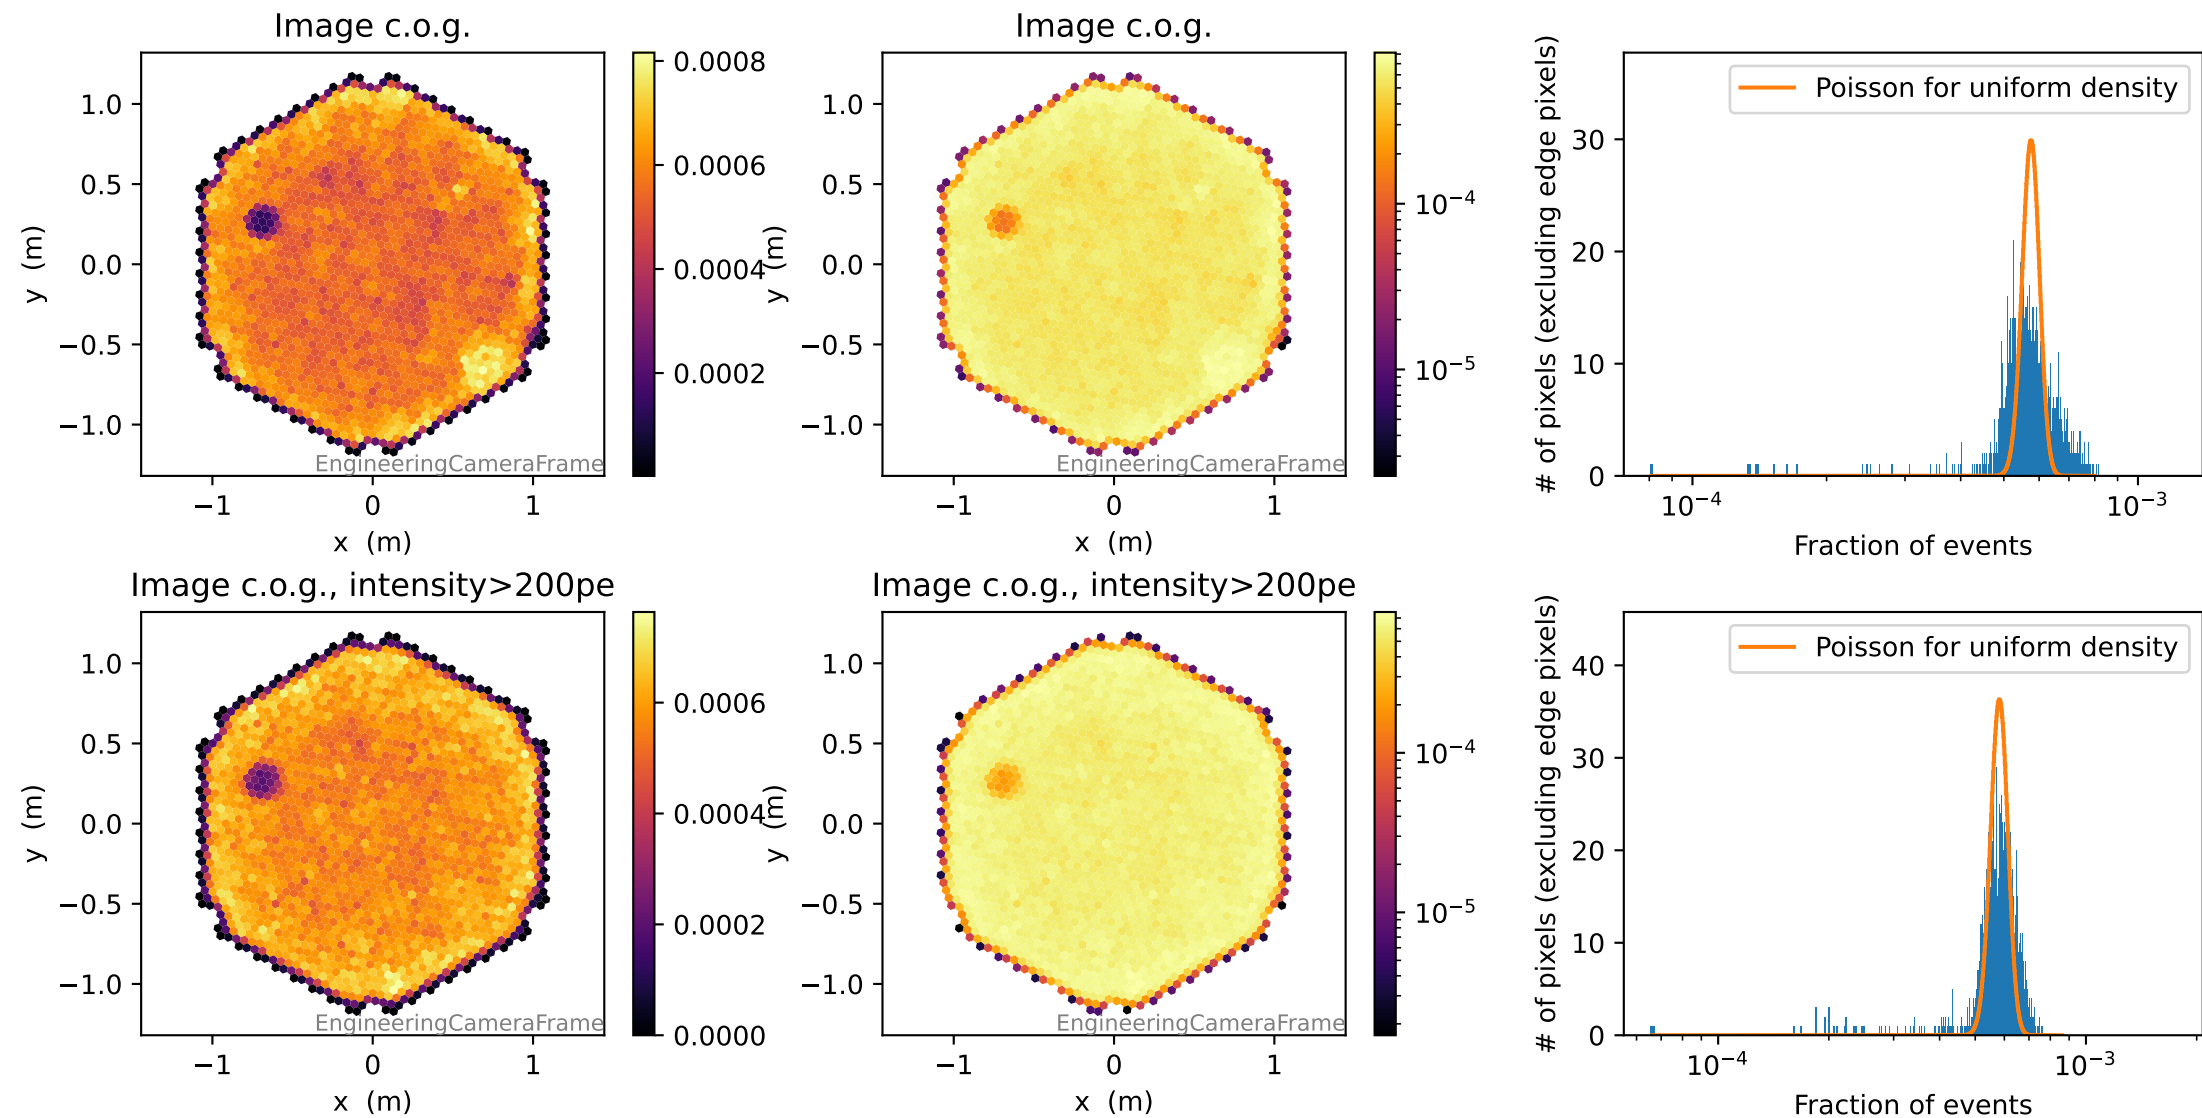 Image c.o.g.
y (m)
1.0
0.5
0.0
−0.5
−1.0
−1
0
1
x (m)
EngineeringCameraFrame
0.0008
0.0006
0.0004
0.0002
Image c.o.g.
y (m)
1.0
0.5
0.0
−0.5
−1.0
−1
0
1
x (m)
EngineeringCameraFrame
10⁻⁴
10⁻⁵
# of pixels (excluding edge pixels)
30
20
10
0
Poisson for uniform density
10⁻⁴
10⁻³
Fraction of events
Image c.o.g., intensity>200pe
y (m)
1.0
0.5
0.0
−0.5
−1.0
−1
0
1
x (m)
EngineeringCameraFrame
0.0006
0.0004
0.0002
0.0000
Image c.o.g., intensity>200pe
y (m)
1.0
0.5
0.0
−0.5
−1.0
−1
0
1
x (m)
EngineeringCameraFrame
10⁻⁴
10⁻⁵
# of pixels (excluding edge pixels)
40
30
20
10
0
Poisson for uniform density
10⁻⁴
10⁻³
Fraction of events